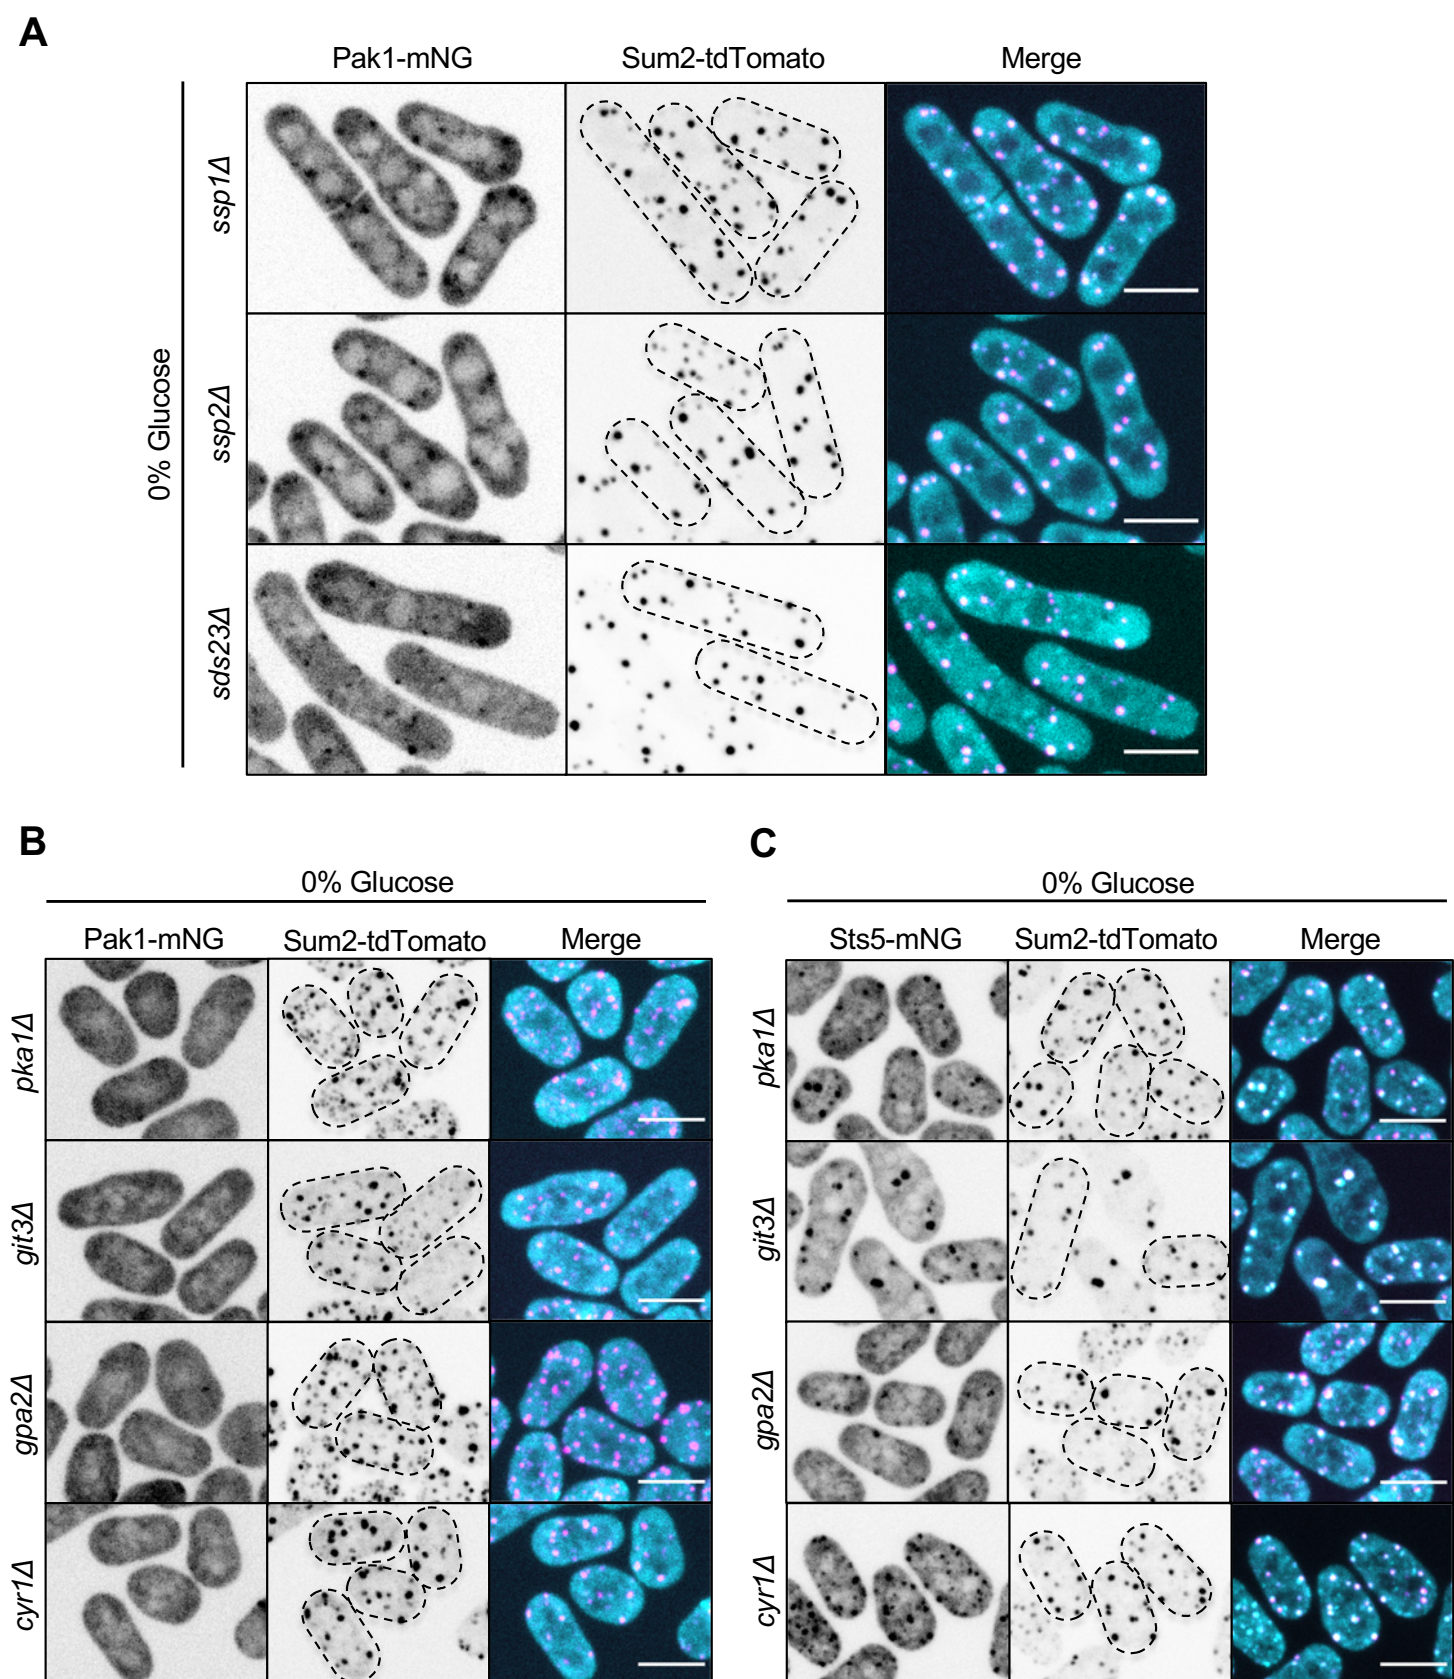 A
Pak1-mNG Sum2-tdTomato Merge
0% Glucose
ssp1Δ
ssp2Δ
sds23Δ
B
0% Glucose
Pak1-mNG Sum2-tdTomato Merge
pka1Δ
git3Δ
gpa2Δ
cyr1Δ
C
0% Glucose
Sts5-mNG Sum2-tdTomato Merge
pka1Δ
git3Δ
gpa2Δ
cyr1Δ